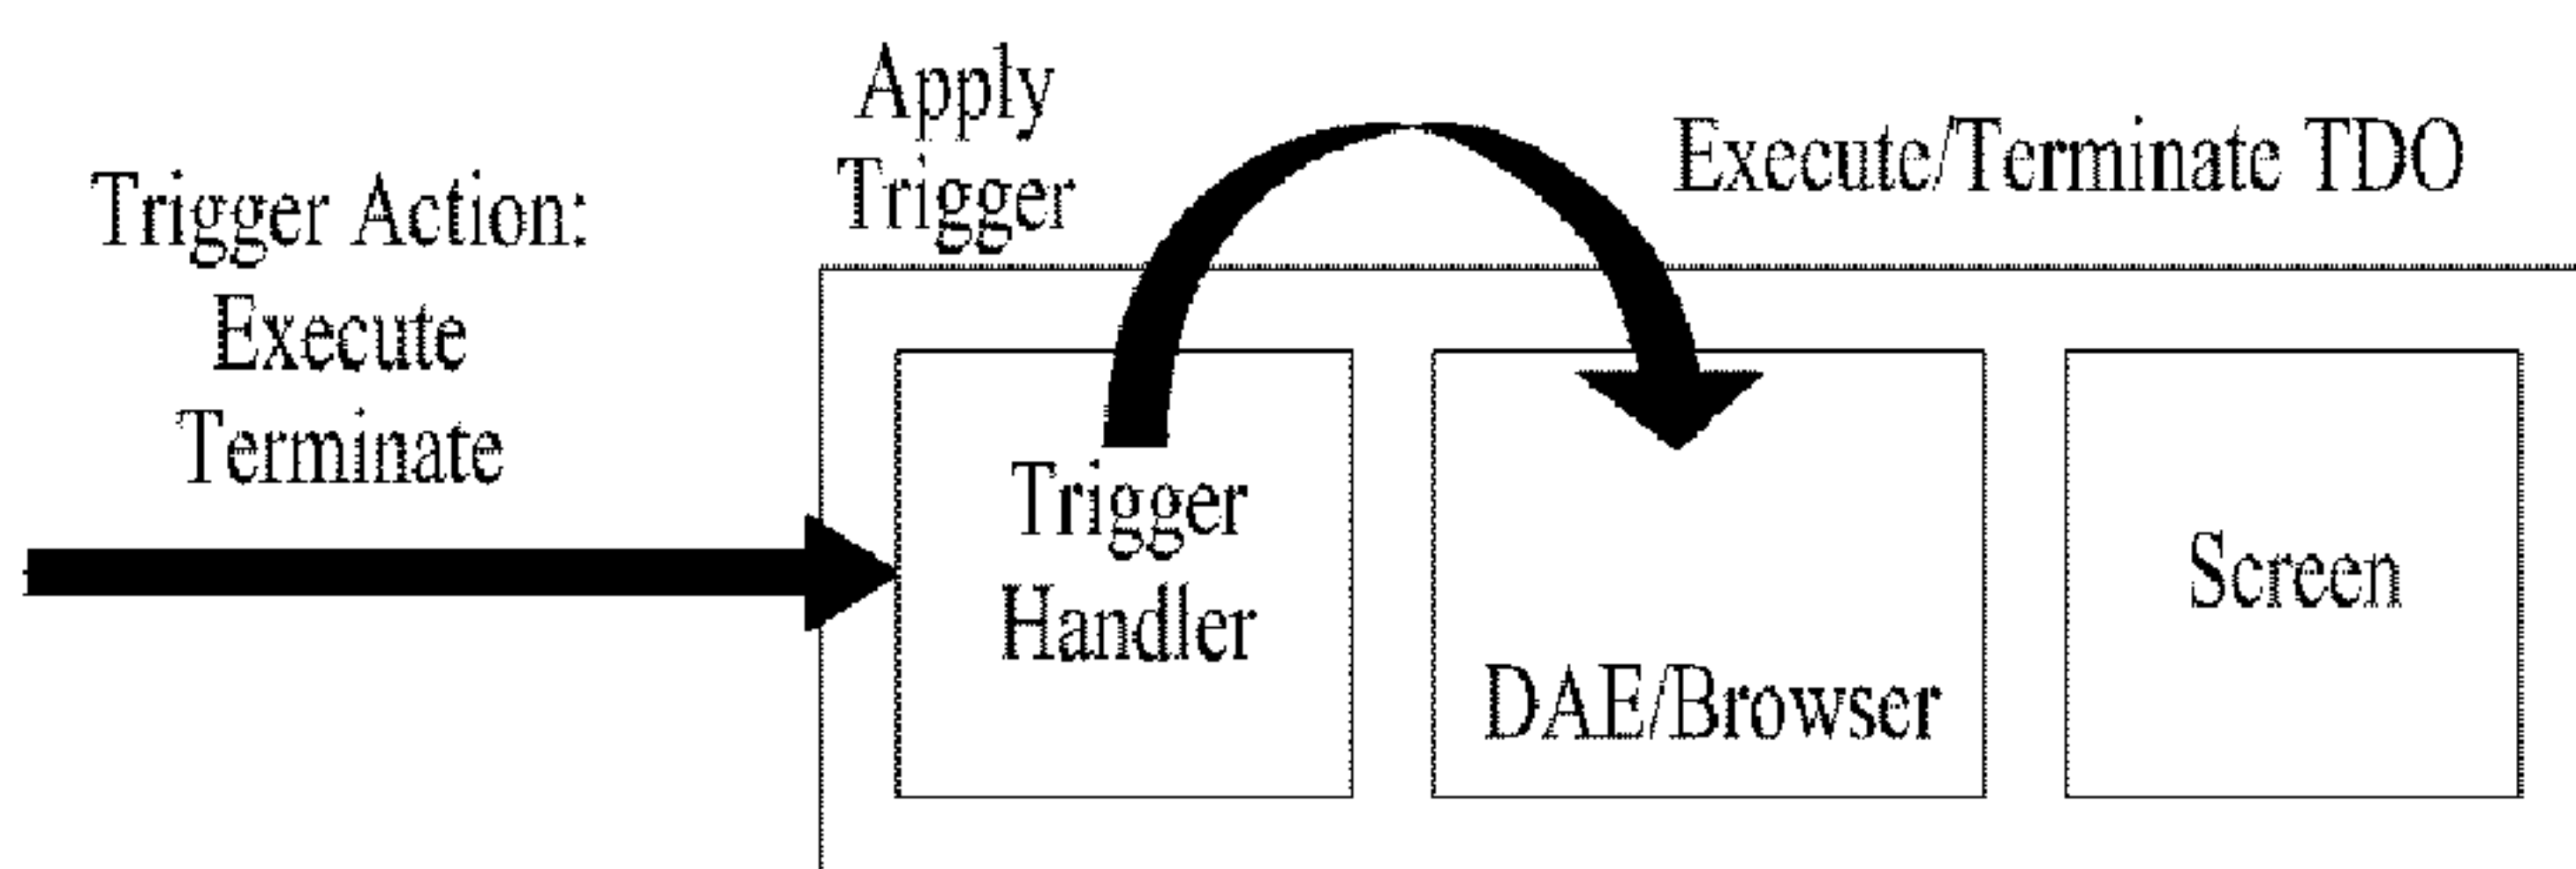 Apply
Trigger
Execute/Terminate TDO
Trigger Action:
Execute
Terminate
Trigger
Handler
DAE/Browser
Screen